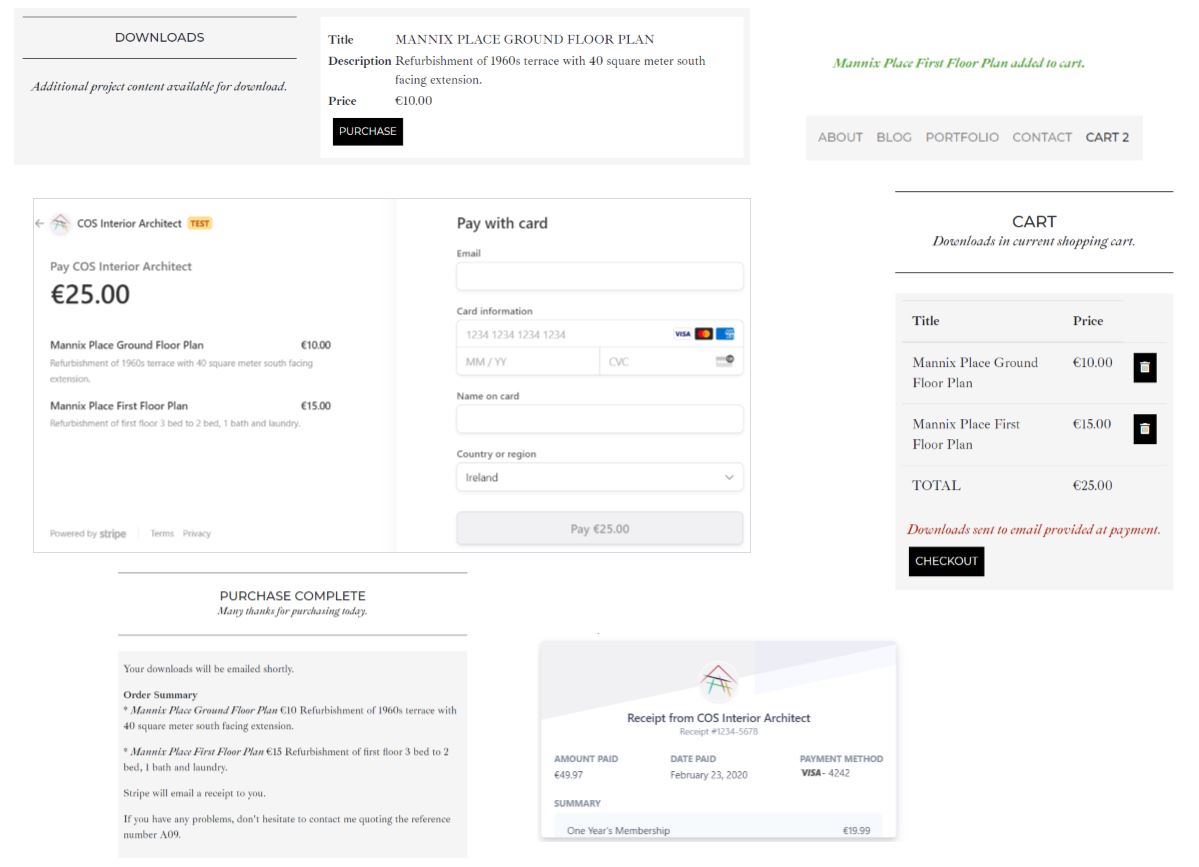 DOWNLOADS
Additional project content available for download.
Title MANNIX PLACE GROUND FLOOR PLAN
Description Refurbishment of 1960s terrace with 40 square meter south
facing extension.
Price €10.00
PURCHASE
Mannix Place First Floor Plan added to cart.
ABOUT BLOG PORTFOLIO CONTACT CART 2
COS Interior Architect TEST
Pay COS Interior Architect
€25.00
Mannix Place Ground Floor Plan €10.00
Refurbishment of 1960s terrace with 40 square meter south facing
extension.
Mannix Place First Floor Plan €15.00
Refurbishment of first floor 3 bed to 2 bed, 1 bath and laundry.
Powered by stripe Terms Privacy
Pay with card
Email
Card information
1234 1234 1234 1234 VISA
MM / YY CVC
Name on card
Country or region
Ireland
Pay €25.00
CART
Downloads in current shopping cart.
Title Price
Mannix Place Ground €10.00
Floor Plan
Mannix Place First €15.00
Floor Plan
TOTAL €25.00
Downloads sent to email provided at payment.
CHECKOUT
PURCHASE COMPLETE
Many thanks for purchasing today.
Your downloads will be emailed shortly.
Order Summary
* Mannix Place Ground Floor Plan €10 Refurbishment of 1960s terrace with
40 square meter south facing extension.
* Mannix Place First Floor Plan €15 Refurbishment of first floor 3 bed to 2
bed, 1 bath and laundry.
Stripe will email a receipt to you.
If you have any problems, don't hesitate to contact me quoting the reference
number A09.
Receipt from COS Interior Architect
Receipt #1234-5678
AMOUNT PAID DATE PAID PAYMENT METHOD
€49.97 February 23, 2020 VISA - 4242
SUMMARY
One Year's Membership €19.99